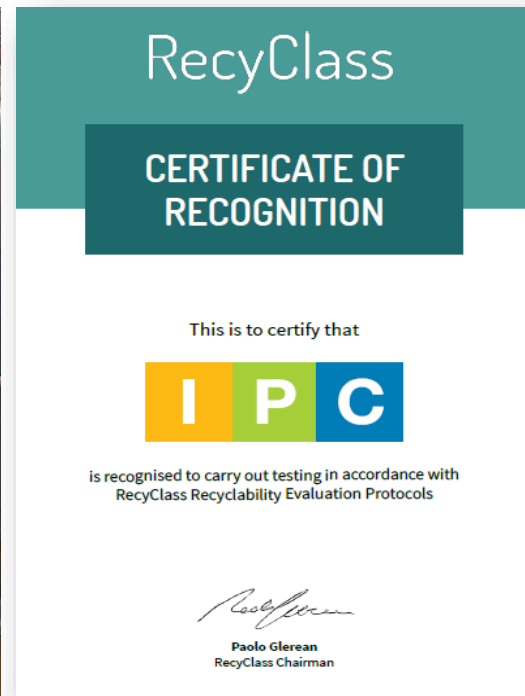 RecyClass
CERTIFICATE OF
RECOGNITION
This is to certify that
IPC
is recognised to carry out testing in accordance with
RecyClass Recyclability Evaluation Protocols
Paolo Glerean
RecyClass Chairman